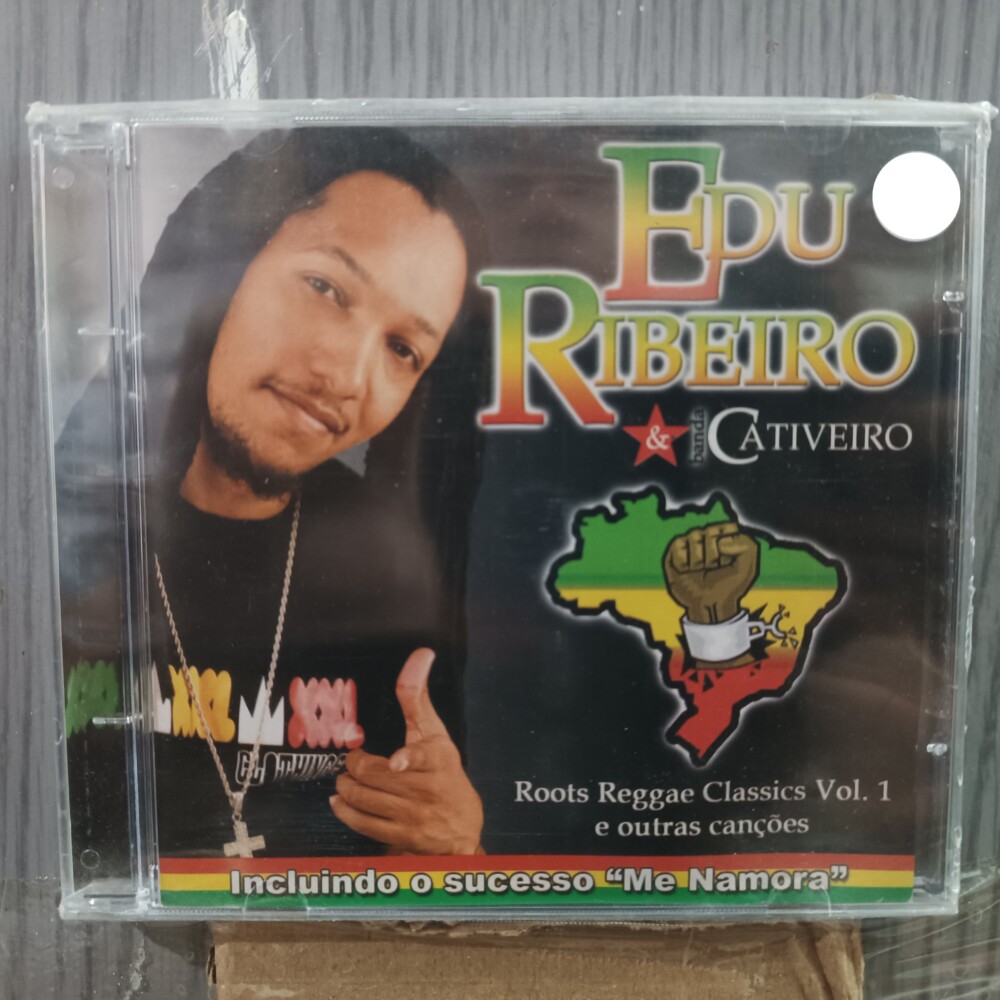 EDU
RIBEIRO
& banda CATIVEIRO
Roots Reggae Classics Vol. 1
e outras canções
Incluindo o sucesso “Me Namora”